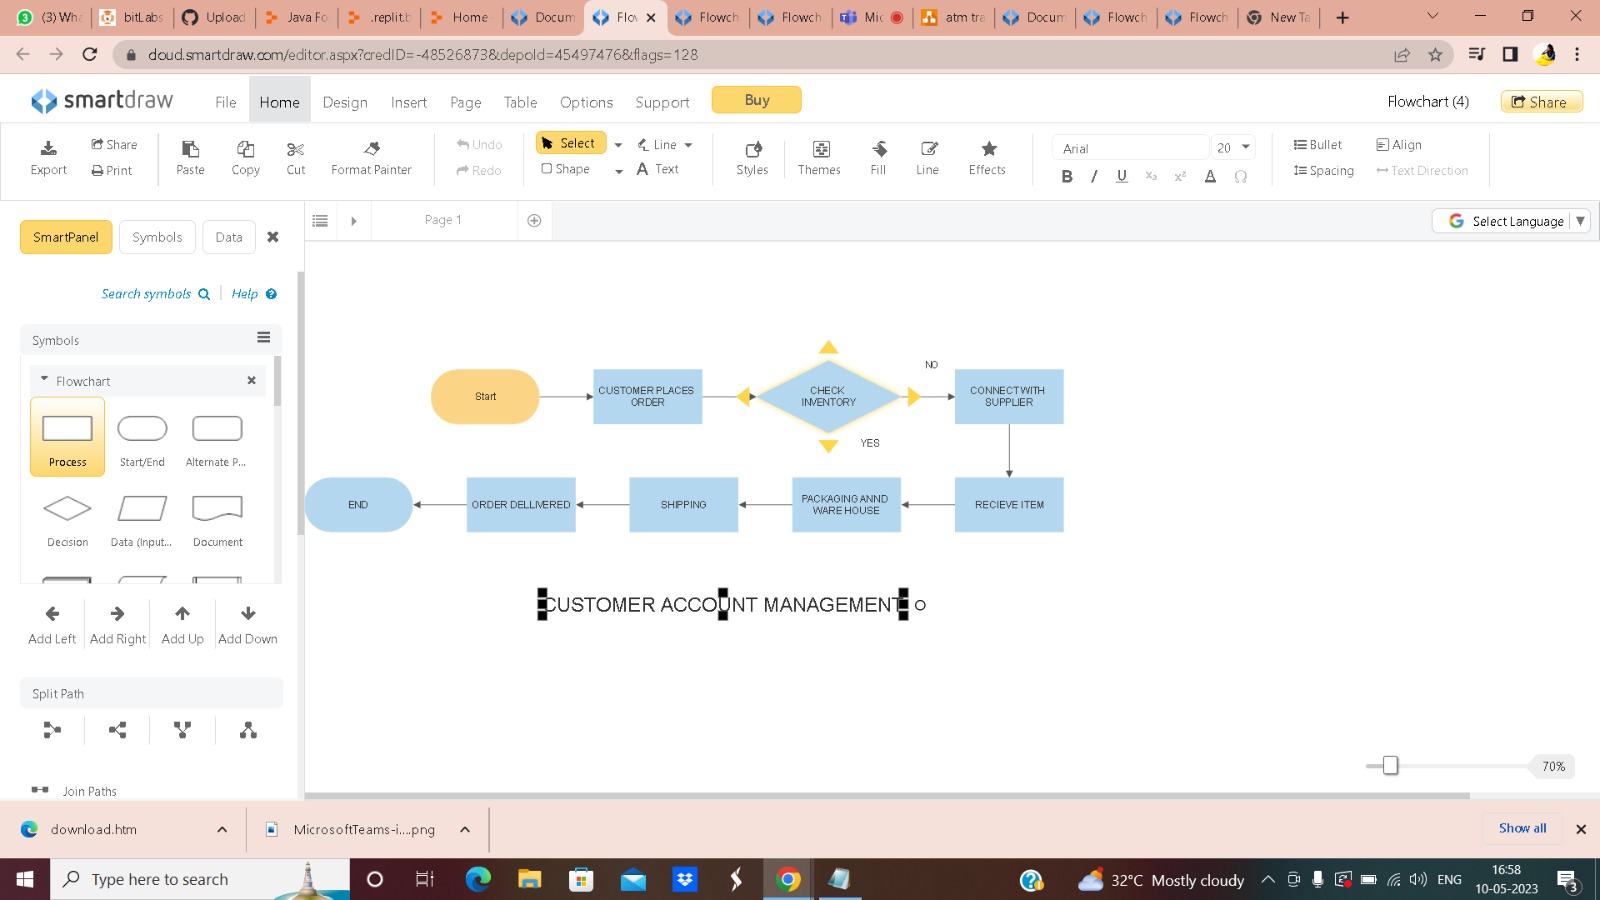 (3) Wha
bitLabs
Upload
Java Fo
.replit.b
Home
Docum
Flov
Flowch
Flowch
Mic
atm tra
Docum
Flowch
Flowch
New Ta
cloud.smartdraw.com/editor.aspx?credID=-48526873&depoId=45497476&flags=128
smartdraw
File
Home
Design
Insert
Page
Table
Options
Support
Buy
Flowchart (4)
Share
Export
Share
Print
Paste
Copy
Cut
Format Painter
Undo
Redo
Select
Shape
Line
A Text
Styles
Themes
Fill
Line
Effects
Arial
20
B I U x₂ x² A Ω
Bullet
Spacing
Align
Text Direction
SmartPanel
Symbols
Data
Page 1
G Select Language
Search symbols
Help ?
Symbols
Flowchart
Process
Start/End
Alternate P...
Decision
Data (Input...
Document
Add Left
Add Right
Add Up
Add Down
Split Path
Join Paths
Start
CUSTOMER PLACES
ORDER
CHECK
INVENTORY
NO
YES
CONNECT WITH
SUPPLIER
END
ORDER DELLIVERED
SHIPPING
PACKAGING ANND
WARE HOUSE
RECIEVE ITEM
CUSTOMER ACCOUNT MANAGEMENT
70%
download.htm
MicrosoftTeams-i....png
Show all
Type here to search
32°C Mostly cloudy
ENG
16:58
10-05-2023
3